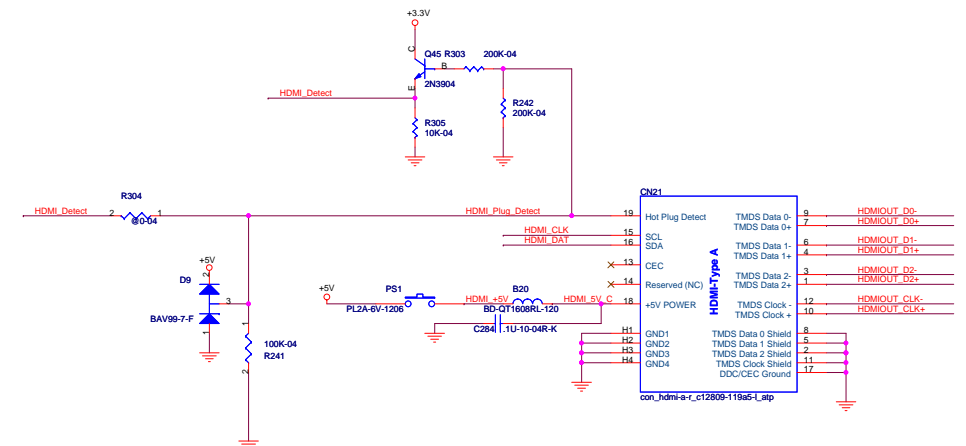 +3.3V
C
Q45 R303 200K-04
B
2N3904
E
HDMI_Detect
R242
200K-04
R305
10K-04
R304
CN21
HDMI_Detect 2 1 HDMI_Plug_Detect 19 Hot Plug Detect TMDS Data 0- 9 HDMIOUT_D0-
@0-04
TMDS Data 0+ 7 HDMIOUT_D0+
HDMI_CLK 15 SCL
HDMI_DAT 16 SDA
TMDS Data 1- 6 HDMIOUT_D1-
TMDS Data 1+ 4 HDMIOUT_D1+
13 CEC
TMDS Data 2- 3 HDMIOUT_D2-
14 Reserved (NC) TMDS Data 2+ 1 HDMIOUT_D2+
HDMI-Type A
+5V
2
D9
3
BAV99-7-F
1
+5V PS1 B20
HDMI_+5V HDMI_5V_C 18 +5V POWER
PL2A-6V-1206 BD-QT1608RL-120
C284 .1U-10-04R-K
TMDS Clock - 12 HDMIOUT_CLK-
TMDS Clock + 10 HDMIOUT_CLK+
H1 GND1 TMDS Data 0 Shield 8
H2 GND2 TMDS Data 1 Shield 5
H3 GND3 TMDS Data 2 Shield 2
H4 GND4 TMDS Clock Shield 11
DDC/CEC Ground 17
1
100K-04
R241
2
con_hdmi-a-r_c12809-119a5-l_atp